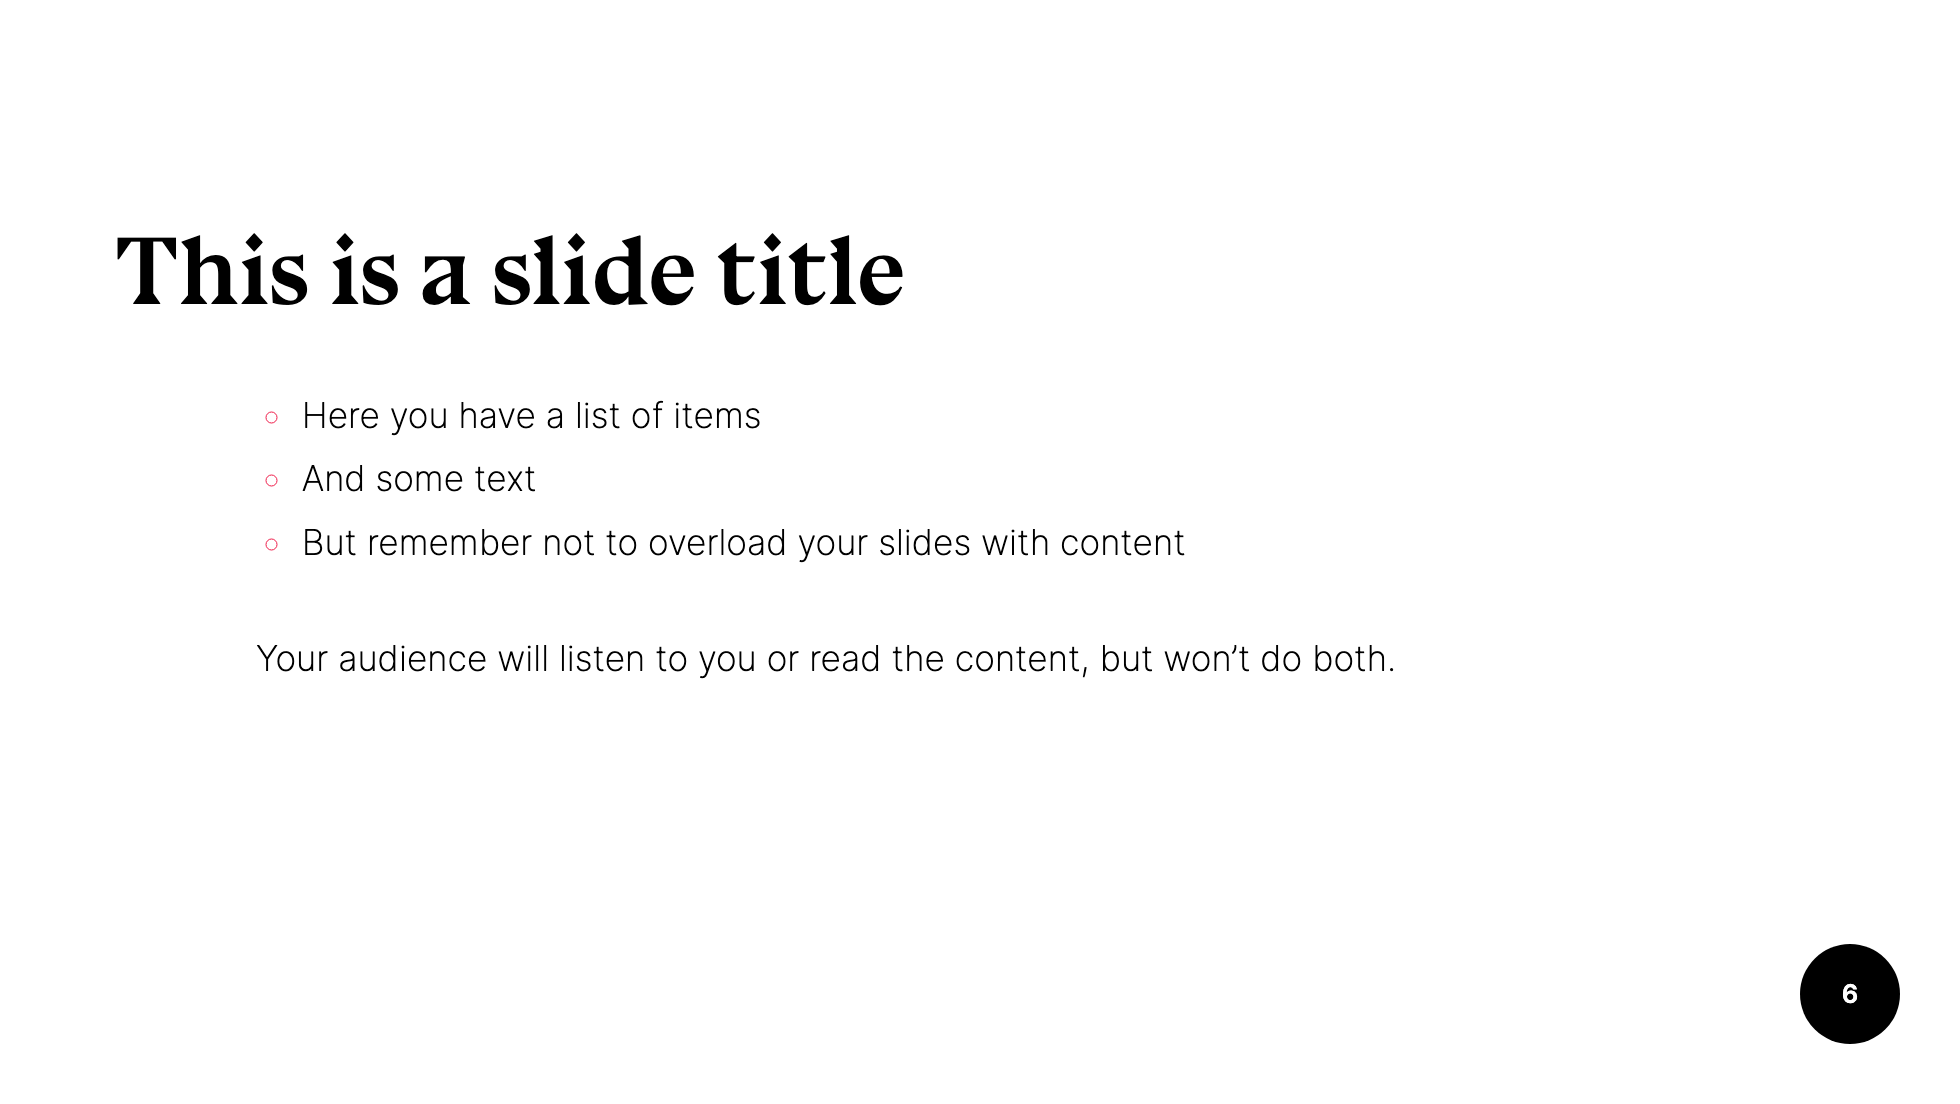 This is a slide title
○ Here you have a list of items
○ And some text
○ But remember not to overload your slides with content
Your audience will listen to you or read the content, but won’t do both.
6